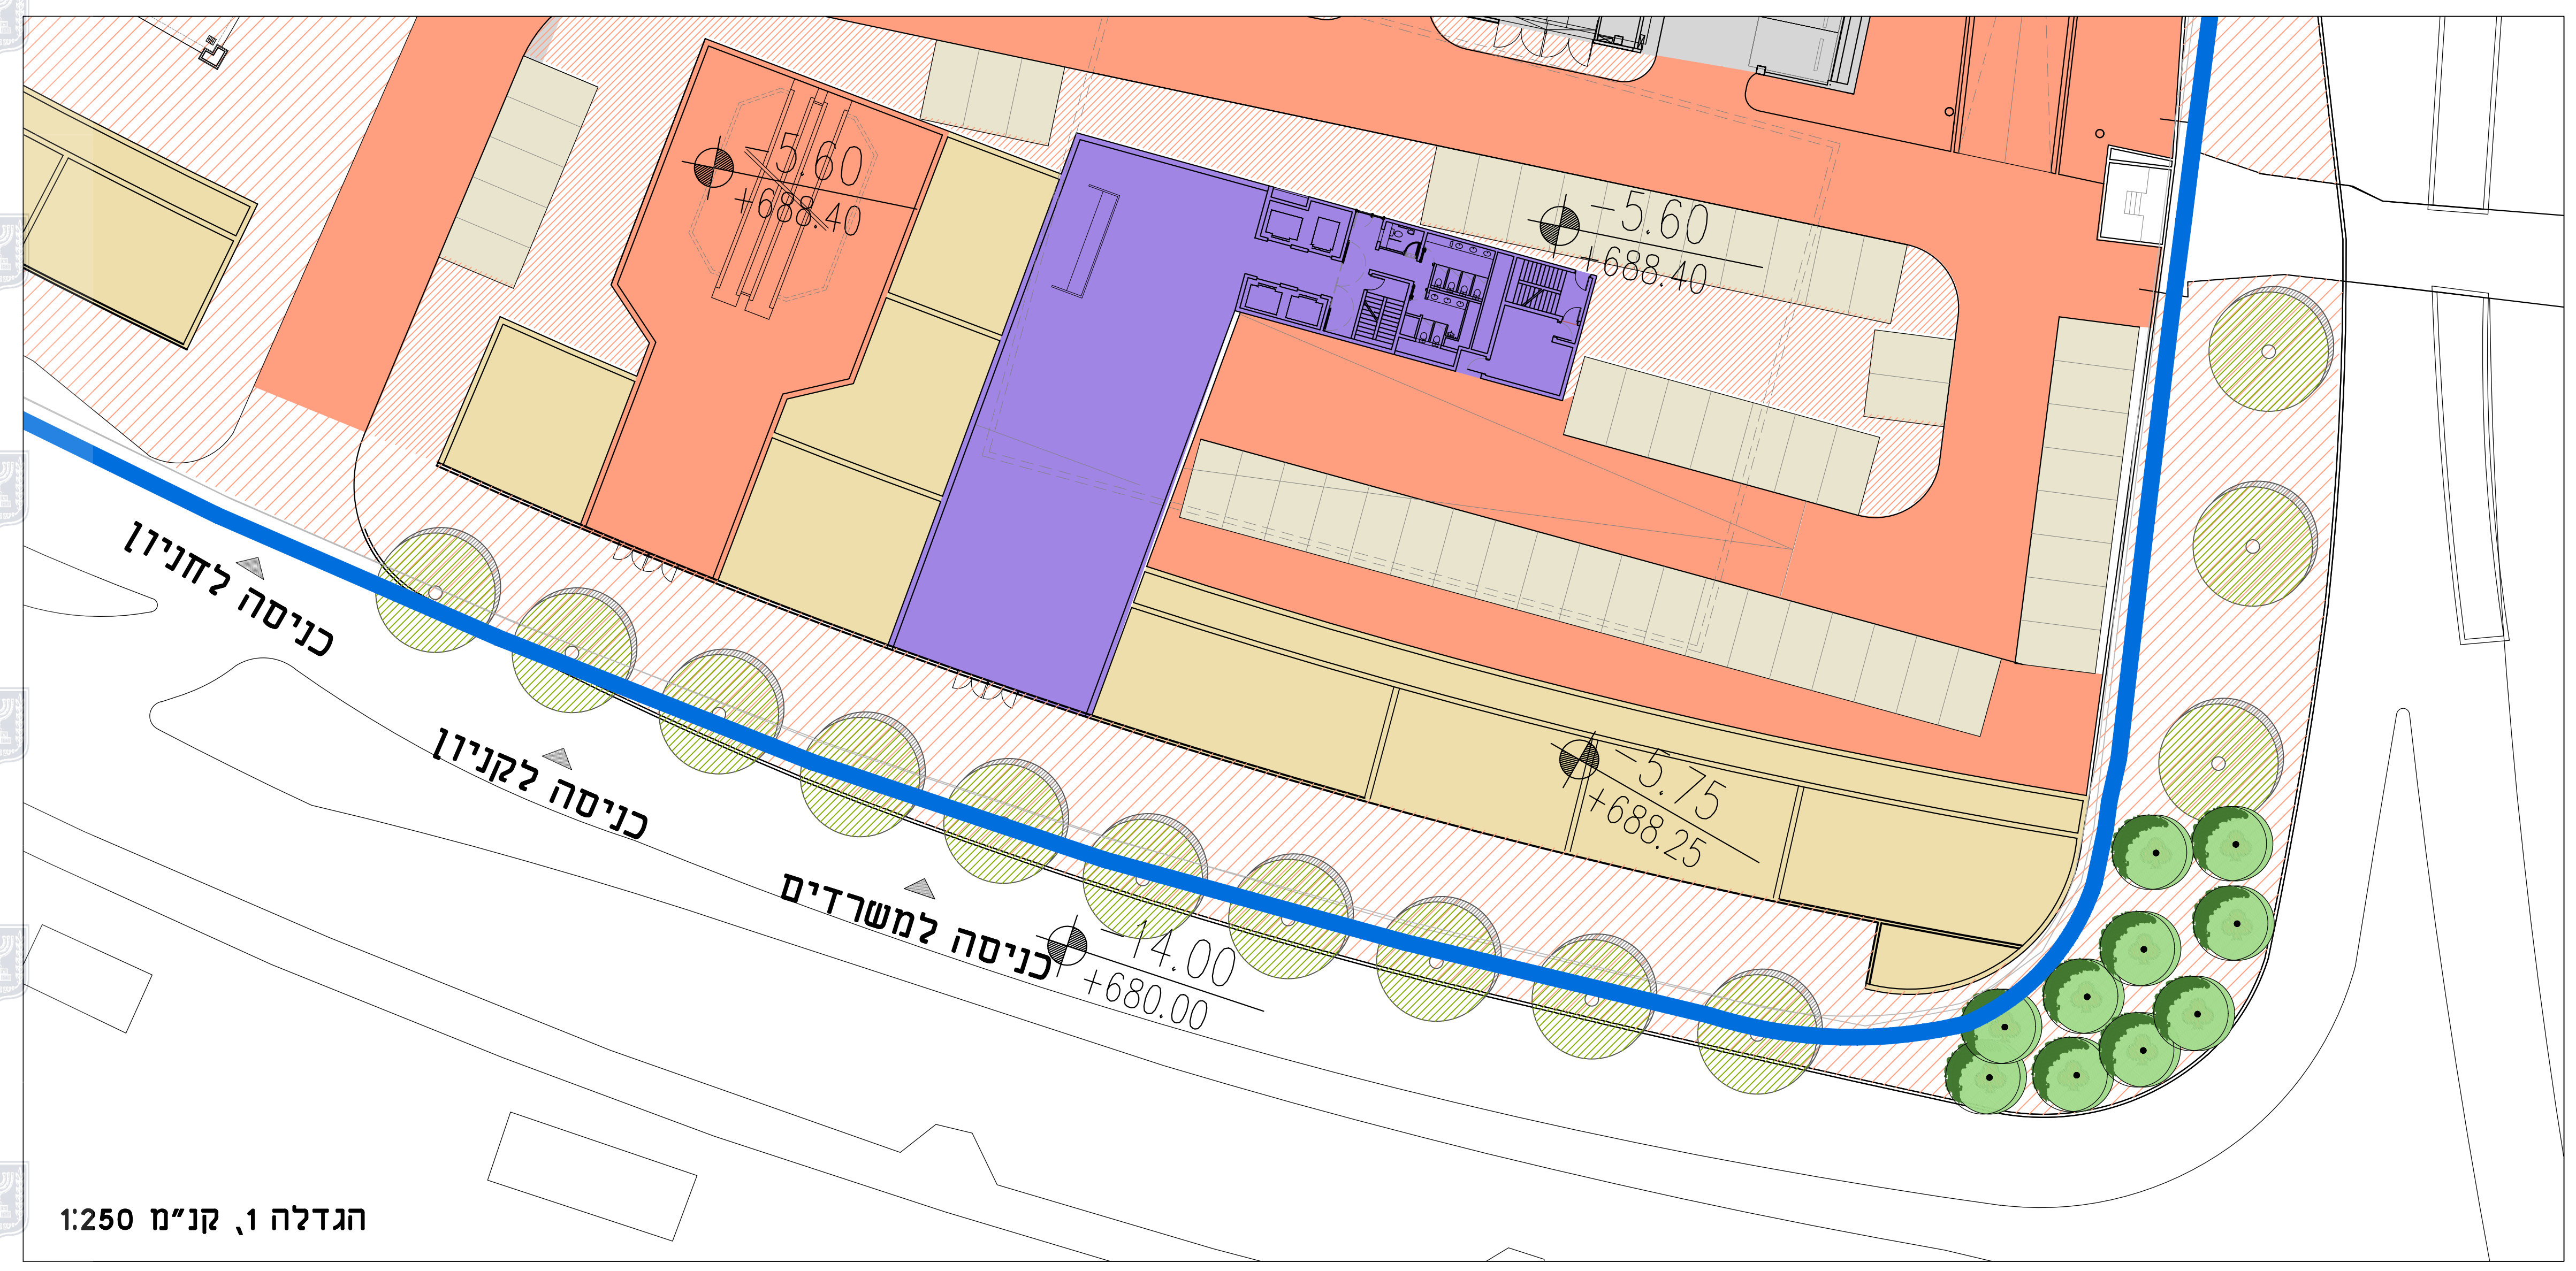 -5.60
+688.40
-5.60
+688.40
כניסה לחניון
כניסה לקניון
-5.75
+688.25
כניסה למשרדים
-14.00
+680.00
הגדלה 1, קנ"מ 1:250